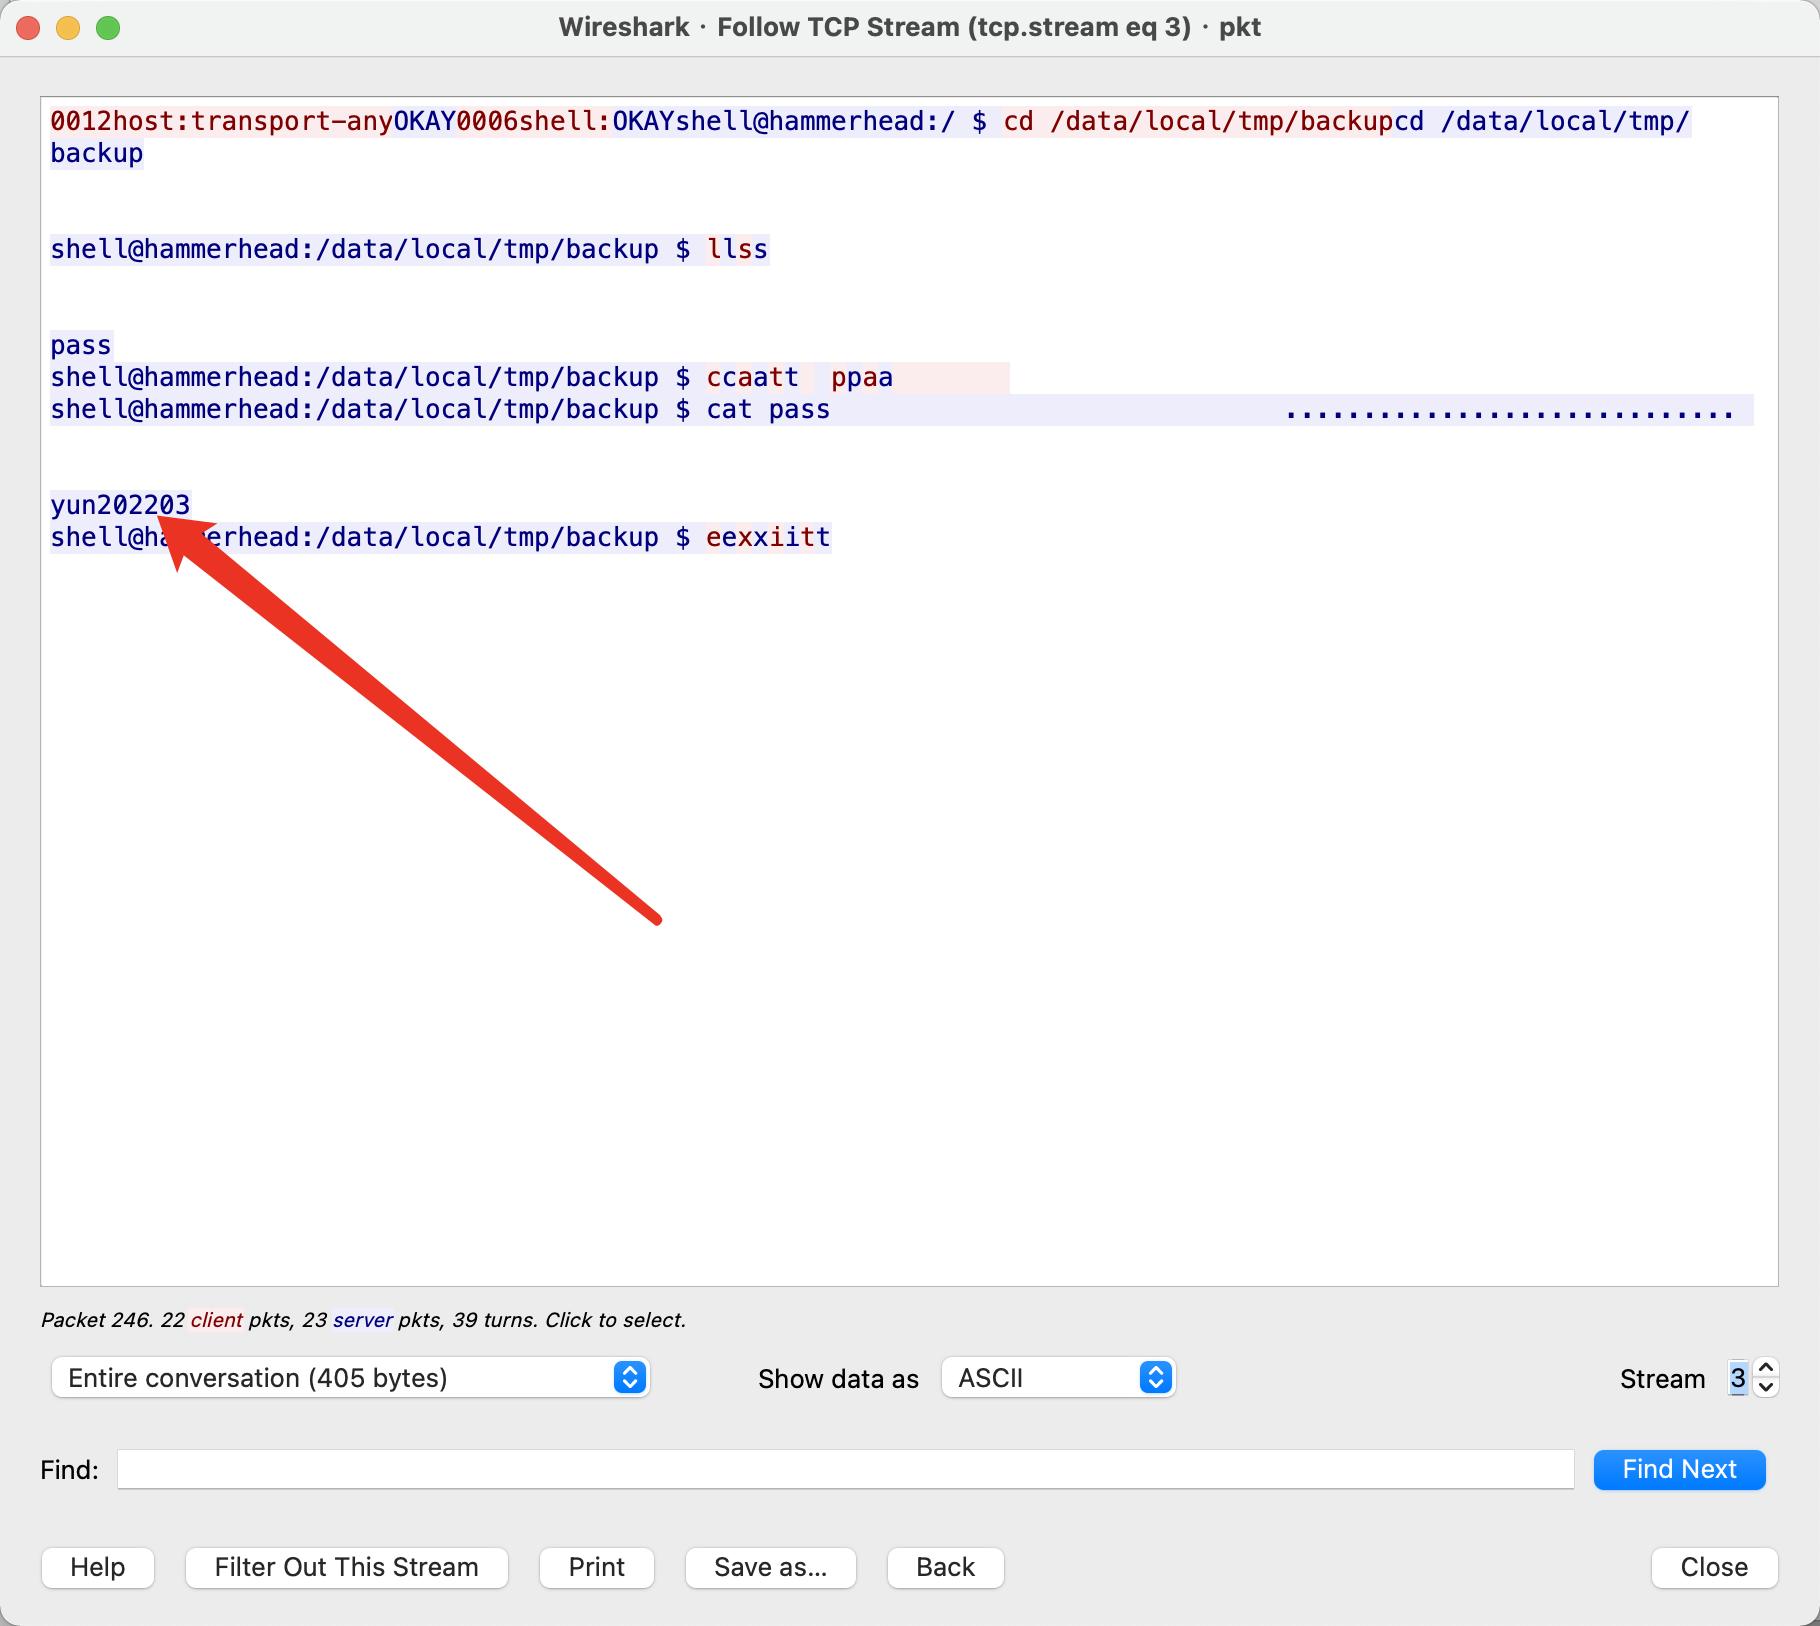 Wireshark · Follow TCP Stream (tcp.stream eq 3) · pkt
0012host:transport-anyOKAY0006shell:OKAYshell@hammerhead:/ $ cd /data/local/tmp/backupcd /data/local/tmp/
backup
shell@hammerhead:/data/local/tmp/backup $ llss
pass
shell@hammerhead:/data/local/tmp/backup $ ccaatt  ppaa
shell@hammerhead:/data/local/tmp/backup $ cat pass                             .............................
yun202203
shell@hammerhead:/data/local/tmp/backup $ eexxiitt
Packet 246. 22 client pkts, 23 server pkts, 39 turns. Click to select.
Entire conversation (405 bytes) Show data as ASCII Stream 3
Find: Find Next
Help Filter Out This Stream Print Save as... Back Close